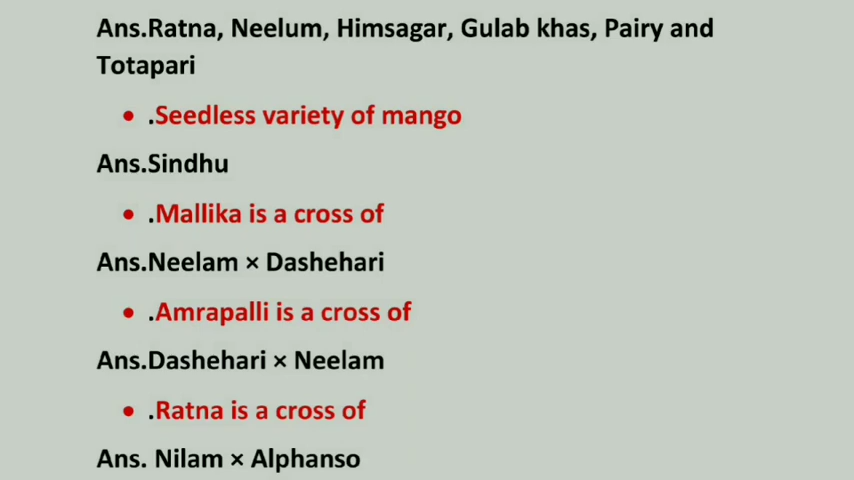 Ans.Ratna, Neelum, Himsagar, Gulab khas, Pairy and
Totapari
• .Seedless variety of mango
Ans.Sindhu
• .Mallika is a cross of
Ans.Neelam × Dashehari
• .Amrapalli is a cross of
Ans.Dashehari × Neelam
• .Ratna is a cross of
Ans. Nilam × Alphanso